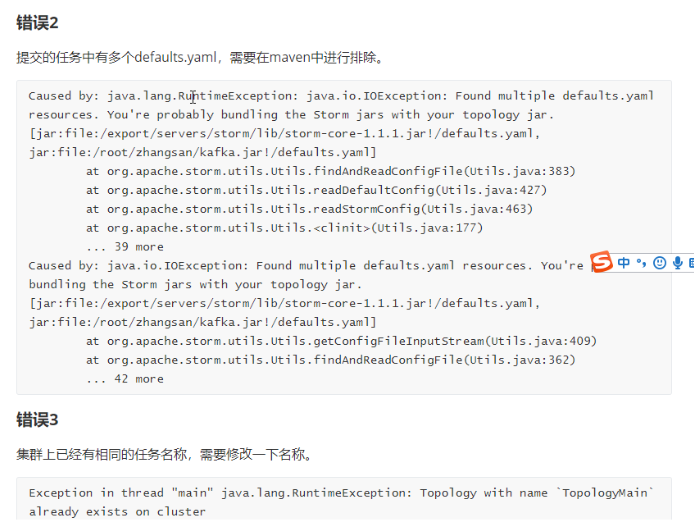 错误2
提交的任务中有多个defaults.yaml，需要在maven中进行排除。
Caused by: java.lang.RuntimeException: java.io.IOException: Found multiple defaults.yaml
resources. You're probably bundling the Storm jars with your topology jar.
[jar:file:/export/servers/storm/lib/storm-core-1.1.1.jar!/defaults.yaml,
jar:file:/root/zhangsan/kafka.jar!/defaults.yaml]
at org.apache.storm.utils.Utils.findAndReadConfigFile(Utils.java:383)
at org.apache.storm.utils.Utils.readDefaultConfig(Utils.java:427)
at org.apache.storm.utils.Utils.readStormConfig(Utils.java:463)
at org.apache.storm.utils.Utils.<clinit>(Utils.java:177)
... 39 more
Caused by: java.io.IOException: Found multiple defaults.yaml resources. You're
bundling the Storm jars with your topology jar.
[jar:file:/export/servers/storm/lib/storm-core-1.1.1.jar!/defaults.yaml,
jar:file:/root/zhangsan/kafka.jar!/defaults.yaml]
at org.apache.storm.utils.Utils.getConfigFileInputStream(Utils.java:409)
at org.apache.storm.utils.Utils.findAndReadConfigFile(Utils.java:362)
... 42 more
中
错误3
集群上已经有相同的任务名称，需要修改一下名称。
Exception in thread "main" java.lang.RuntimeException: Topology with name `TopologyMain`
already exists on cluster